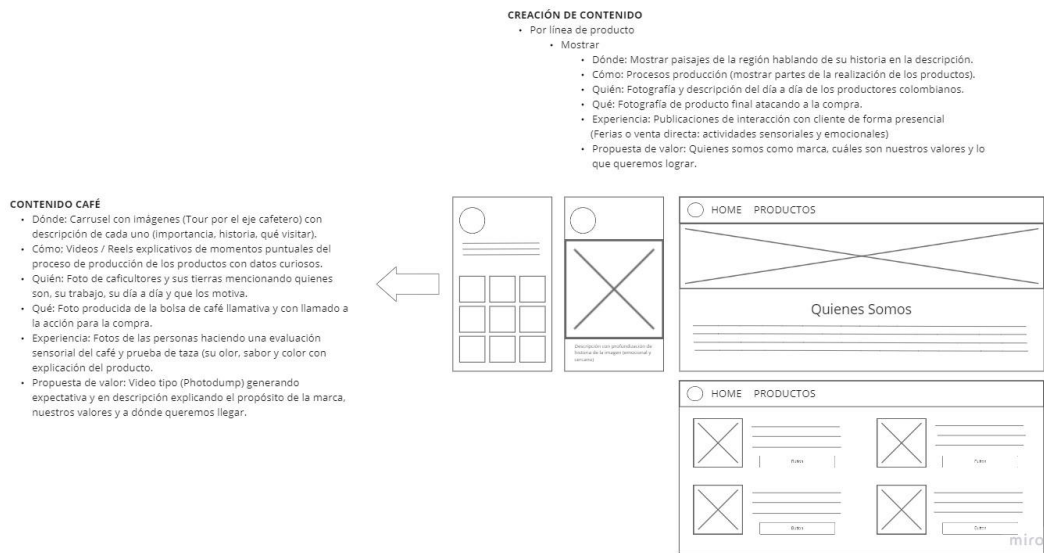 CREACIÓN DE CONTENIDO
• Por línea de producto
• Mostrar
• Dónde: Mostrar paisajes de la región hablando de su historia en la descripción.
• Cómo: Procesos producción (mostrar partes de la realización de los productos).
• Quién: Fotografía y descripción del día a día de los productores colombianos.
• Qué: Fotografía de producto final atacando a la compra.
• Experiencia: Publicaciones de interacción con cliente de forma presencial
(Ferias o venta directa: actividades sensoriales y emocionales)
• Propuesta de valor: Quienes somos como marca, cuáles son nuestros valores y lo
que queremos lograr.
CONTENIDO CAFÉ
• Dónde: Carrusel con imágenes (Tour por el eje cafetero) con
descripción de cada uno (importancia, historia, qué visitar).
• Cómo: Videos / Reels explicativos de momentos puntuales del
proceso de producción de los productos con datos curiosos.
• Quién: Foto de caficultores y sus tierras mencionando quienes
son, su trabajo, su día a día y que los motiva.
• Qué: Foto producida de la bolsa de café llamativa y con llamado a
la acción para la compra.
• Experiencia: Fotos de las personas haciendo una evaluación
sensorial del café y prueba de taza (su olor, sabor y color con
explicación del producto.
• Propuesta de valor: Video tipo (Photodump) generando
expectativa y en descripción explicando el propósito de la marca,
nuestros valores y a dónde queremos llegar.
Descripción con profundización de
historia de la imagen (emocional y
cercano)
HOME PRODUCTOS
Quienes Somos
HOME PRODUCTOS
miro